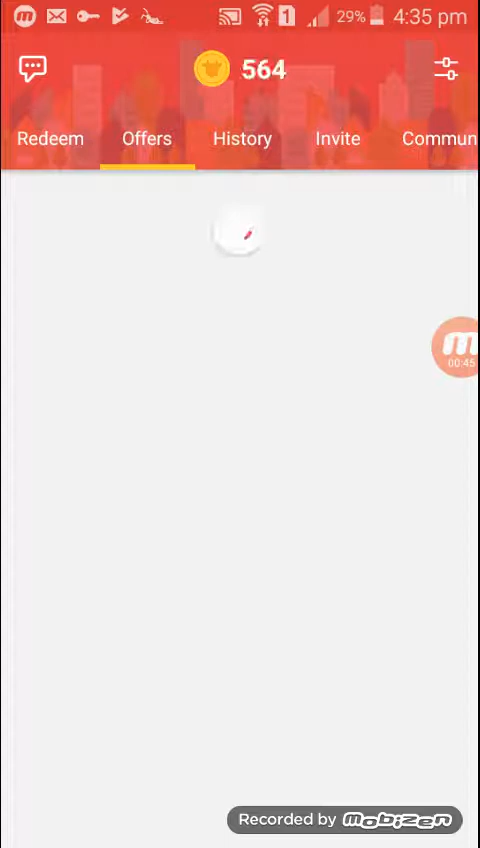 1 29% 4:35 pm
564
Redeem Offers History Invite Commun
00:45
Recorded by Mobizen